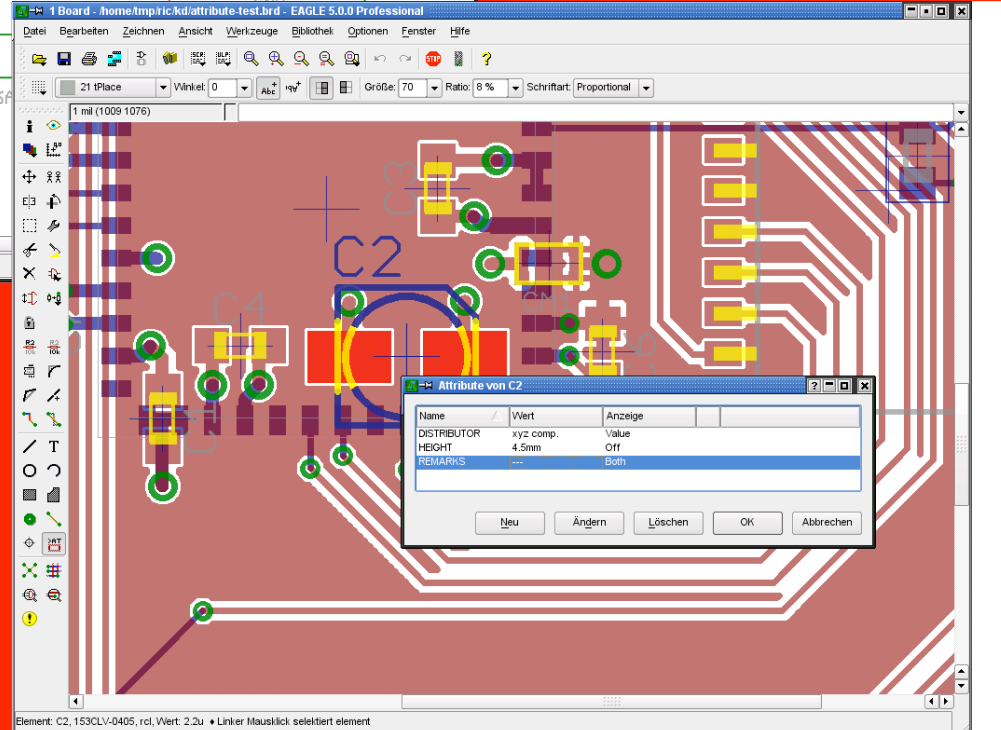 1 Board - /home/tmp/ric/kd/attribute-test.brd - EAGLE 5.0.0 Professional
Datei Bearbeiten Zeichnen Ansicht Werkzeuge Bibliothek Optionen Fenster Hilfe
STOP
21 tPlace Winkel: 0 Abc Größe: 70 Ratio: 8 % Schriftart: Proportional
1 mil (1009 1076)
C3
C2
C4
Attribute von C2
Name Wert Anzeige
DISTRIBUTOR xyz comp. Value
HEIGHT 4.5mm Off
REMARKS --- Both
Neu Ändern Löschen OK Abbrechen
Element: C2, 153CLV-0405, rcl, Wert: 2.2u ♦ Linker Mausklick selektiert element